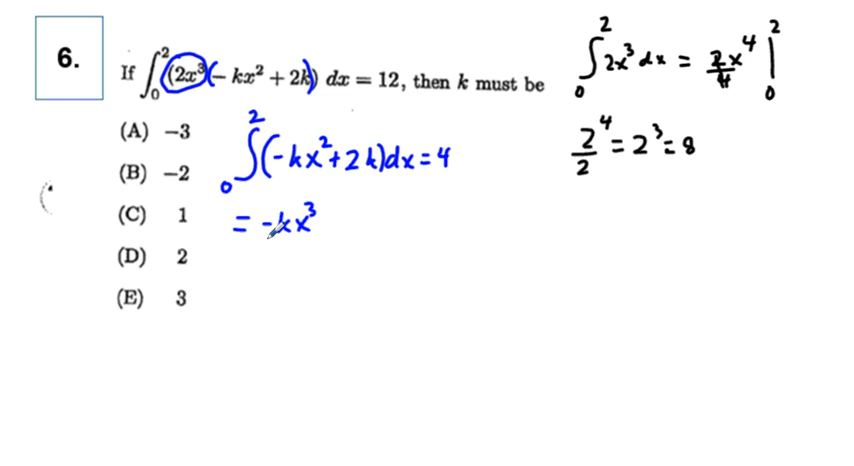 6.
If ∫₀² (2x³ - kx² + 2k) dx = 12, then k must be
(A) −3
(B) −2
(C) 1
(D) 2
(E) 3
∫₀² (-kx² + 2k)dx = 4
= -kx³
∫₀² 2x³ dx = 2x⁴/4 |₀²
2⁴/2 = 2³ = 8